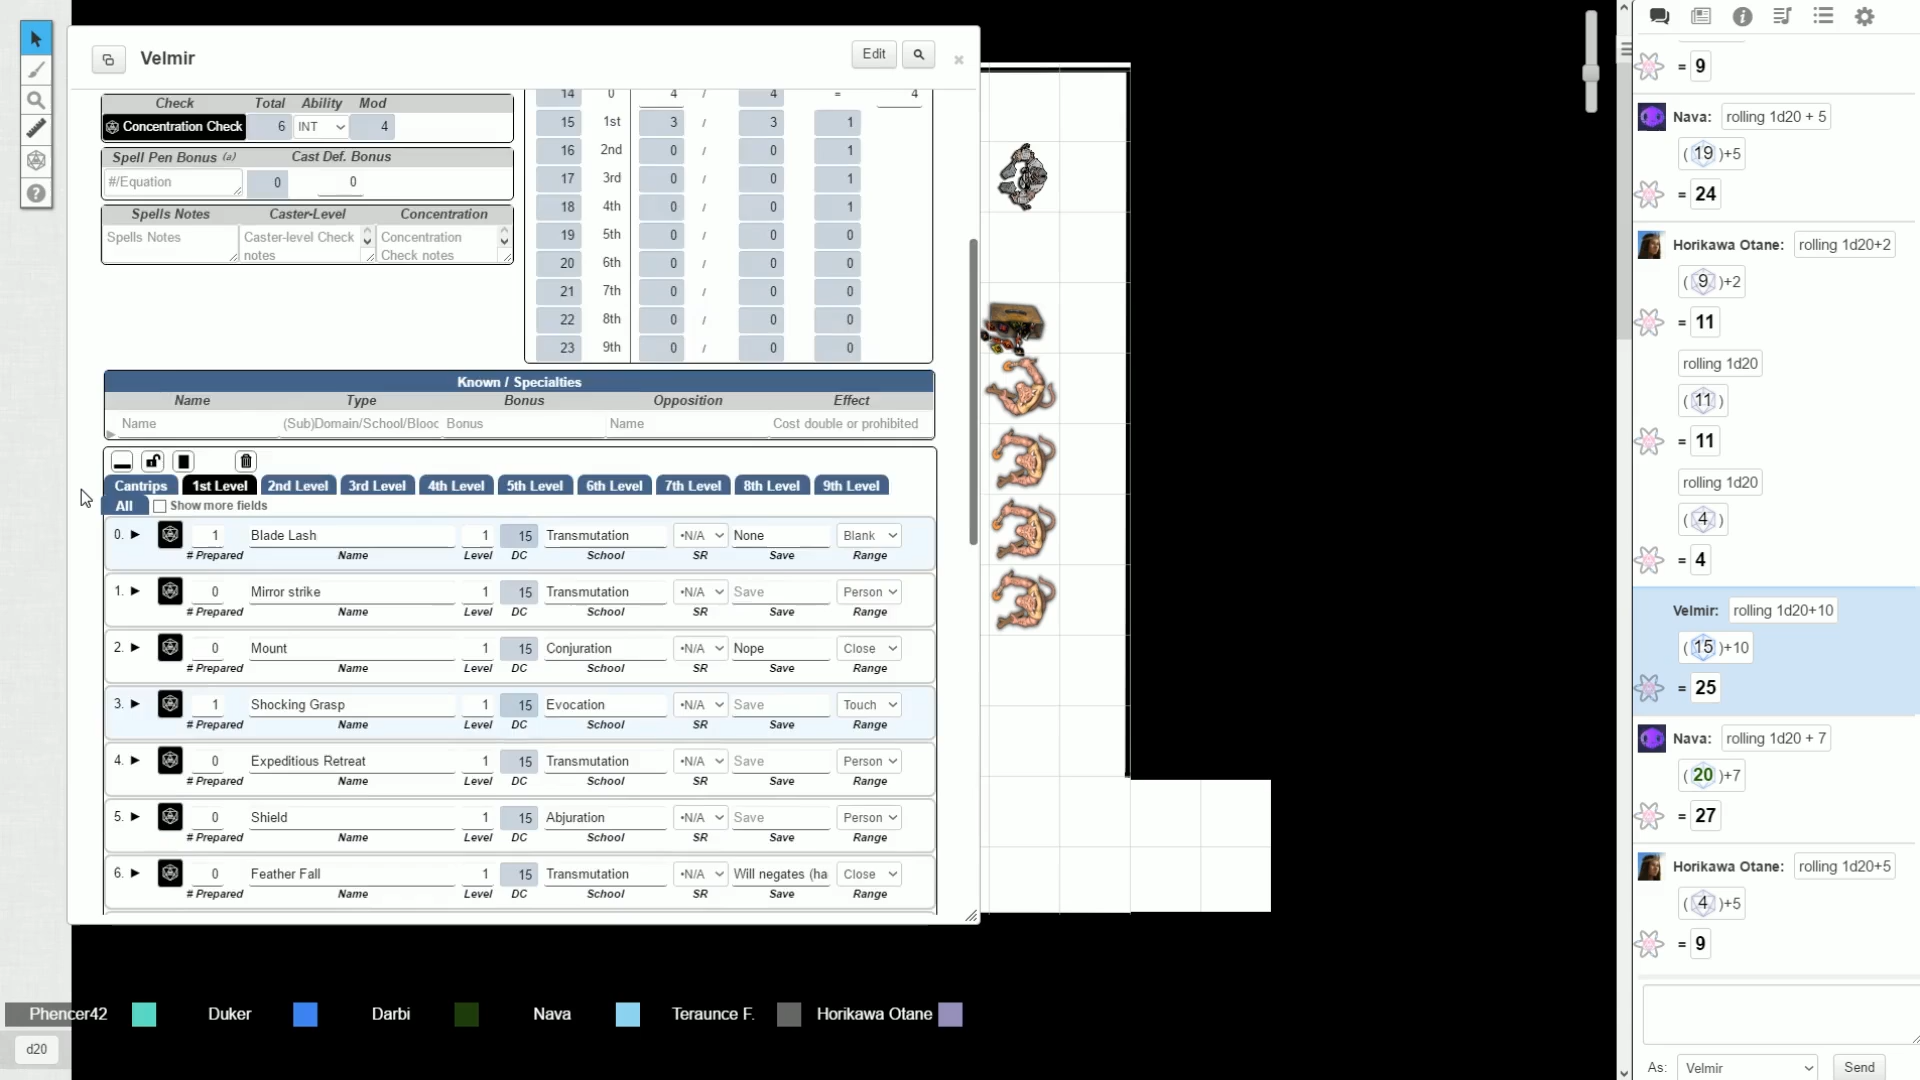 Velmir
Edit
Check Total Ability Mod
Concentration Check 6 INT 4
Spell Pen Bonus (a) Cast Def. Bonus
#/Equation 0 0
Spells Notes Caster-Level Concentration
Spells Notes Caster-level Check notes Concentration Check notes
14 0 4 / 4 = 4
15 1st 3 / 3 1
16 2nd 0 / 0 1
17 3rd 0 / 0 1
18 4th 0 / 0 1
19 5th 0 / 0 0
20 6th 0 / 0 0
21 7th 0 / 0 0
22 8th 0 / 0 0
23 9th 0 / 0 0
Known / Specialties
Name Type Bonus Opposition Effect
Name (Sub)Domain/School/Blooc Bonus Name Cost double or prohibited
Cantrips 1st Level 2nd Level 3rd Level 4th Level 5th Level 6th Level 7th Level 8th Level 9th Level
All Show more fields
0. 1 Blade Lash 1 15 Transmutation •N/A None Blank
# Prepared Name Level DC School SR Save Range
1. 0 Mirror strike 1 15 Transmutation •N/A Save Person
# Prepared Name Level DC School SR Save Range
2. 0 Mount 1 15 Conjuration •N/A Nope Close
# Prepared Name Level DC School SR Save Range
3. 1 Shocking Grasp 1 15 Evocation •N/A Save Touch
# Prepared Name Level DC School SR Save Range
4. 0 Expeditious Retreat 1 15 Transmutation •N/A Save Person
# Prepared Name Level DC School SR Save Range
5. 0 Shield 1 15 Abjuration •N/A Save Person
# Prepared Name Level DC School SR Save Range
6. 0 Feather Fall 1 15 Transmutation •N/A Will negates (ha Close
# Prepared Name Level DC School SR Save Range
Phencer42 Duker Darbi Nava Teraunce F. Horikawa Otane
d20
= 9
Nava: rolling 1d20 + 5
(19)+5
= 24
Horikawa Otane: rolling 1d20+2
(9)+2
= 11
rolling 1d20
(11)
= 11
rolling 1d20
(4)
= 4
Velmir: rolling 1d20+10
(15)+10
= 25
Nava: rolling 1d20 + 7
(20)+7
= 27
Horikawa Otane: rolling 1d20+5
(4)+5
= 9
As: Velmir Send